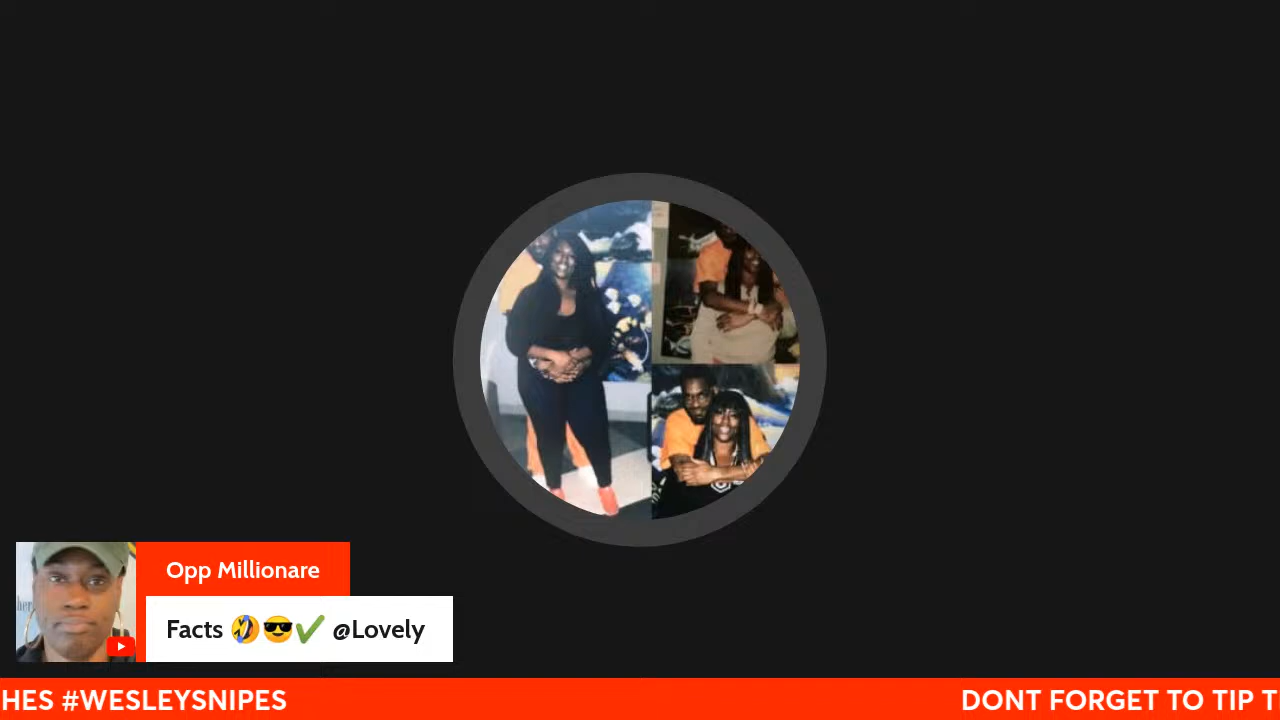 Opp Millionare
Facts 🤣😎✔️ @Lovely
HES #WESLEYSNIPES
DONT FORGET TO TIP T